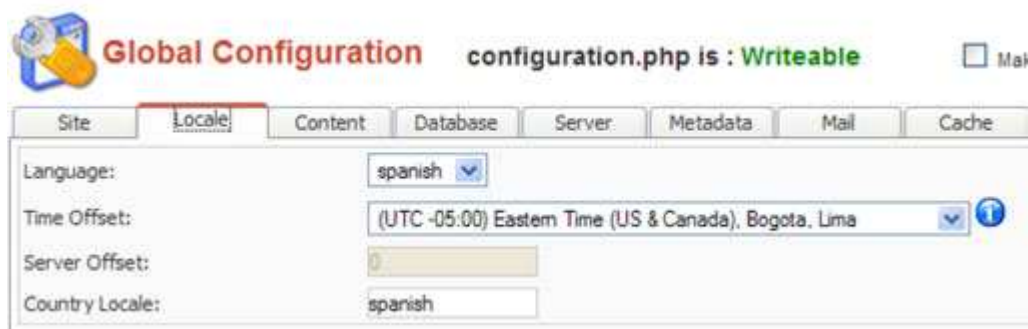 Global Configuration configuration.php is : Writeable Mak
Site Locale Content Database Server Metadata Mail Cache
Language: spanish
Time Offset: (UTC -05:00) Eastern Time (US & Canada), Bogota, Lima
Server Offset: 0
Country Locale: spanish